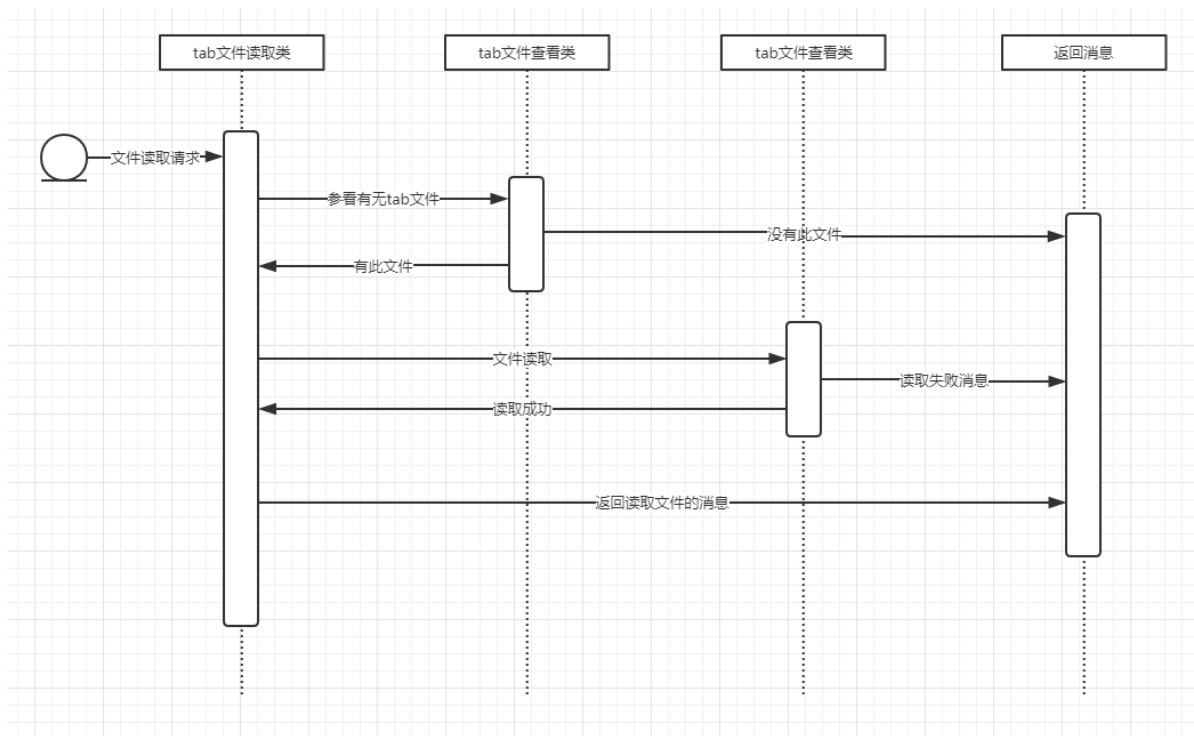 tab文件读取类
tab文件查看类
tab文件查看类
返回消息
文件读取请求
参看有无tab文件
没有此文件
有此文件
文件读取
读取失败消息
读取成功
返回读取文件的消息